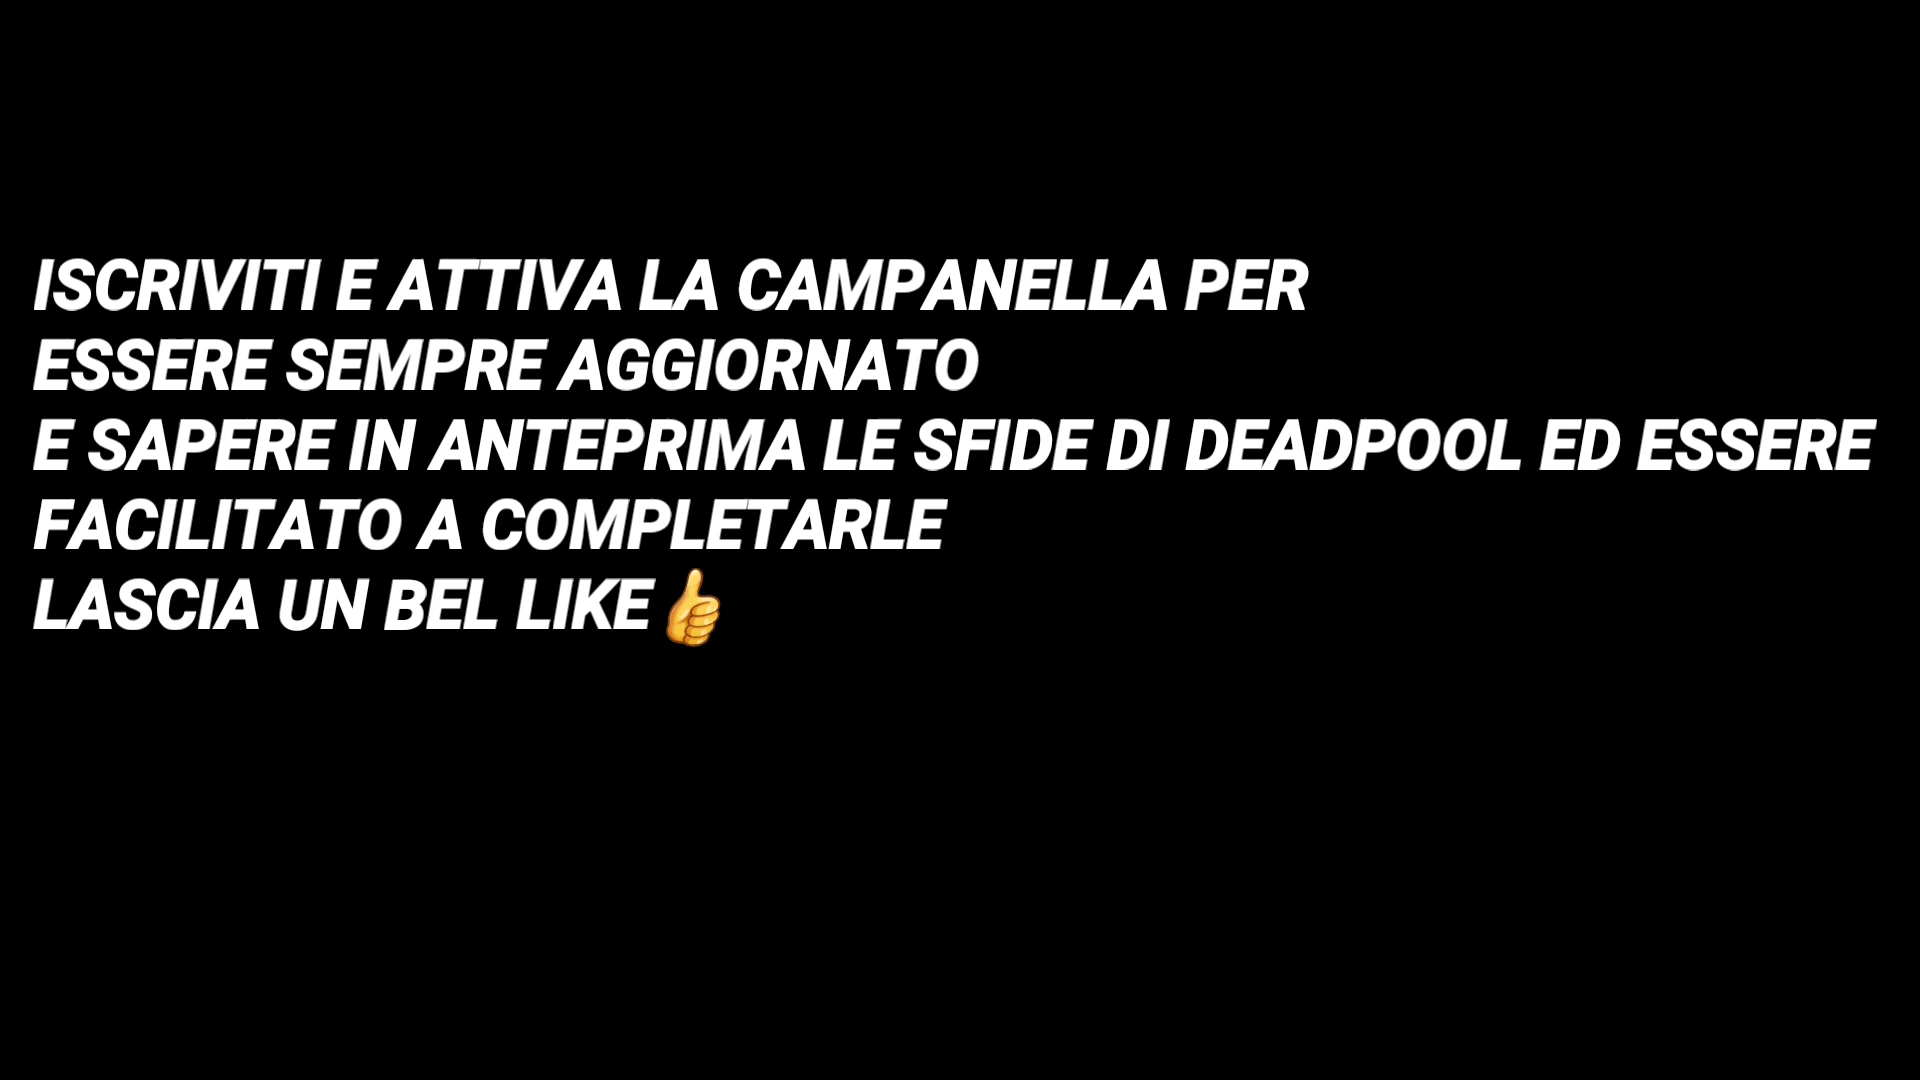 ISCRIVITI E ATTIVA LA CAMPANELLA PER
ESSERE SEMPRE AGGIORNATO
E SAPERE IN ANTEPRIMA LE SFIDE DI DEADPOOL ED ESSERE
FACILITATO A COMPLETARLE
LASCIA UN BEL LIKE👍